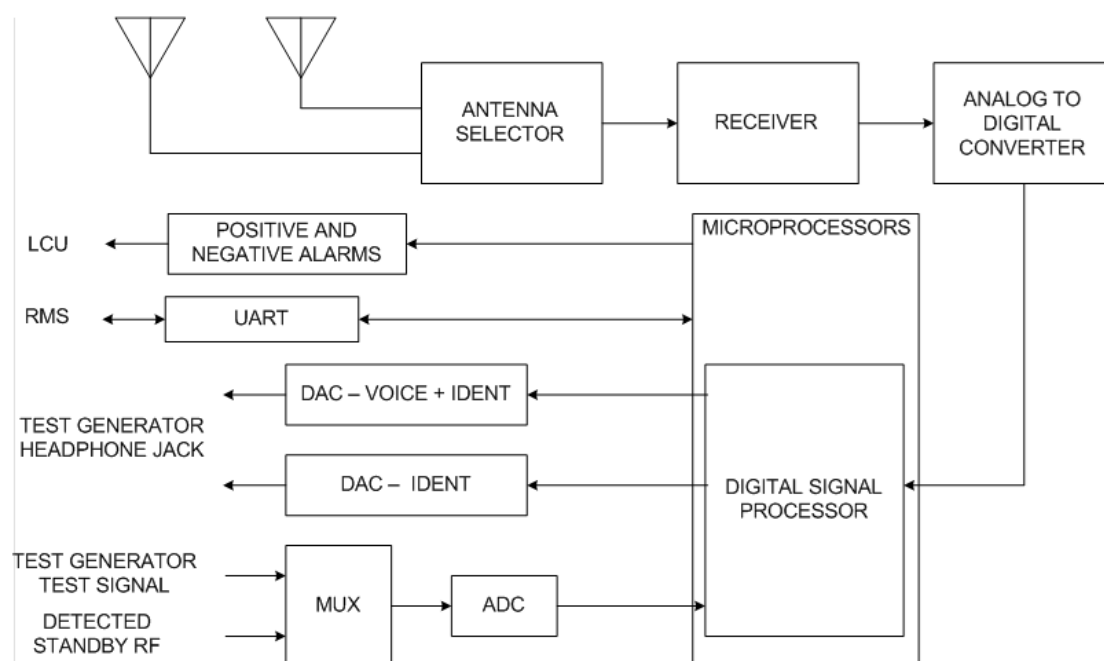 ANTENNA
SELECTOR
RECEIVER
ANALOG TO
DIGITAL
CONVERTER
LCU
POSITIVE AND
NEGATIVE ALARMS
MICROPROCESSORS
RMS
UART
DAC – VOICE + IDENT
TEST GENERATOR
HEADPHONE JACK
DAC – IDENT
DIGITAL SIGNAL
PROCESSOR
TEST GENERATOR
TEST SIGNAL
MUX
ADC
DETECTED
STANDBY RF